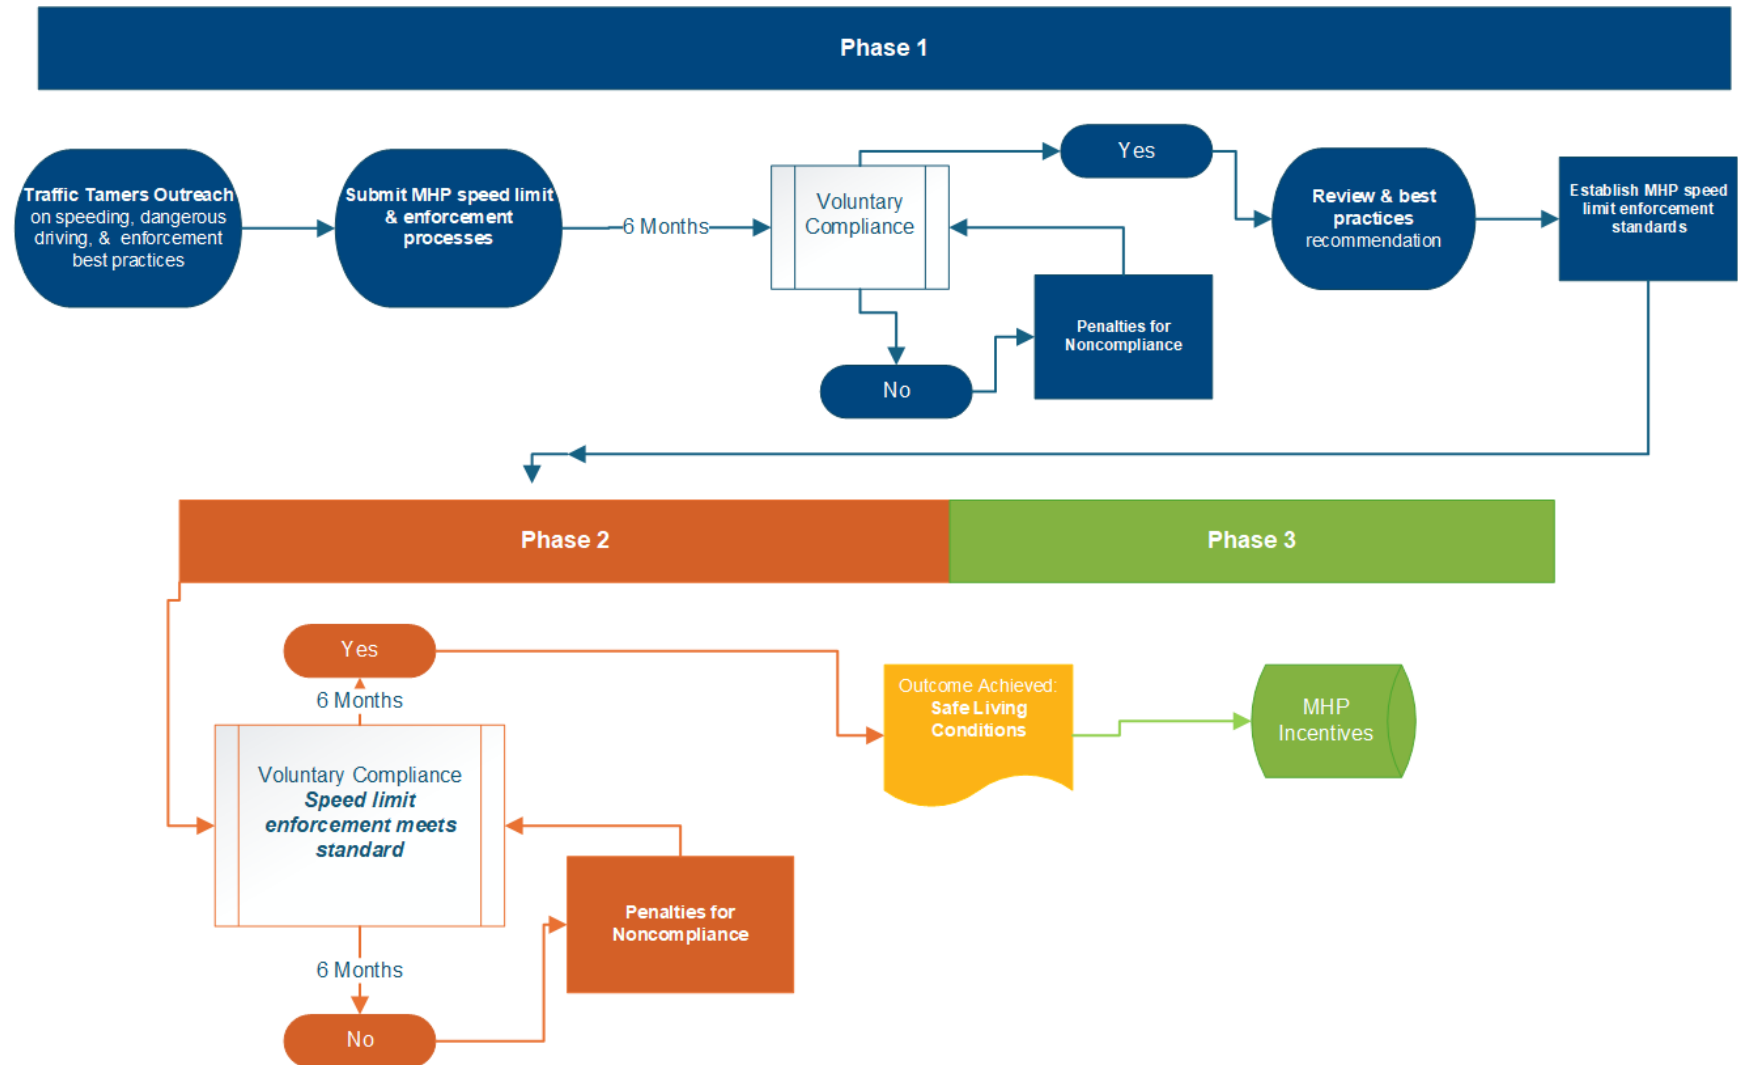 Phase 1
Traffic Tamers Outreach
on speeding, dangerous
driving, & enforcement
best practices
Submit MHP speed limit
& enforcement
processes
6 Months
Voluntary
Compliance
Yes
No
Penalties for
Noncompliance
Review & best
practices
recommendation
Establish MHP speed
limit enforcement
standards
Phase 2
Phase 3
Yes
6 Months
Voluntary Compliance
Speed limit
enforcement meets
standard
6 Months
No
Penalties for
Noncompliance
Outcome Achieved:
Safe Living
Conditions
MHP
Incentives